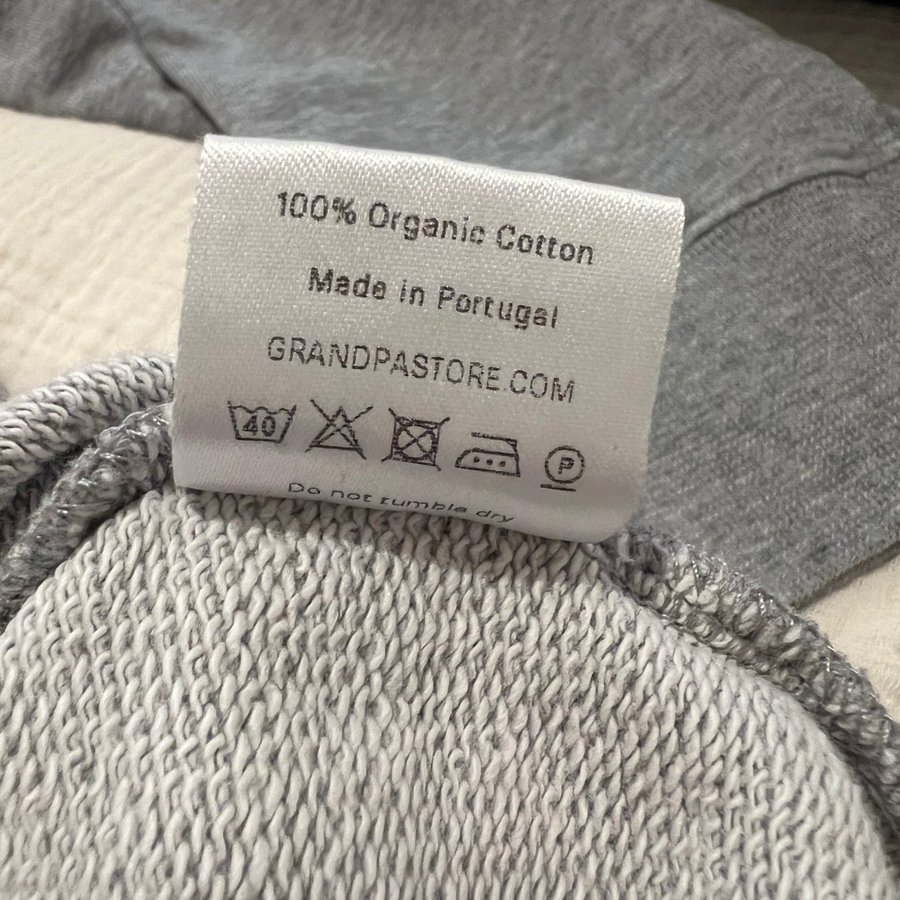 100% Organic Cotton
Made in Portugal
GRANDPASTORE.COM
40 P
Do not tumble dry